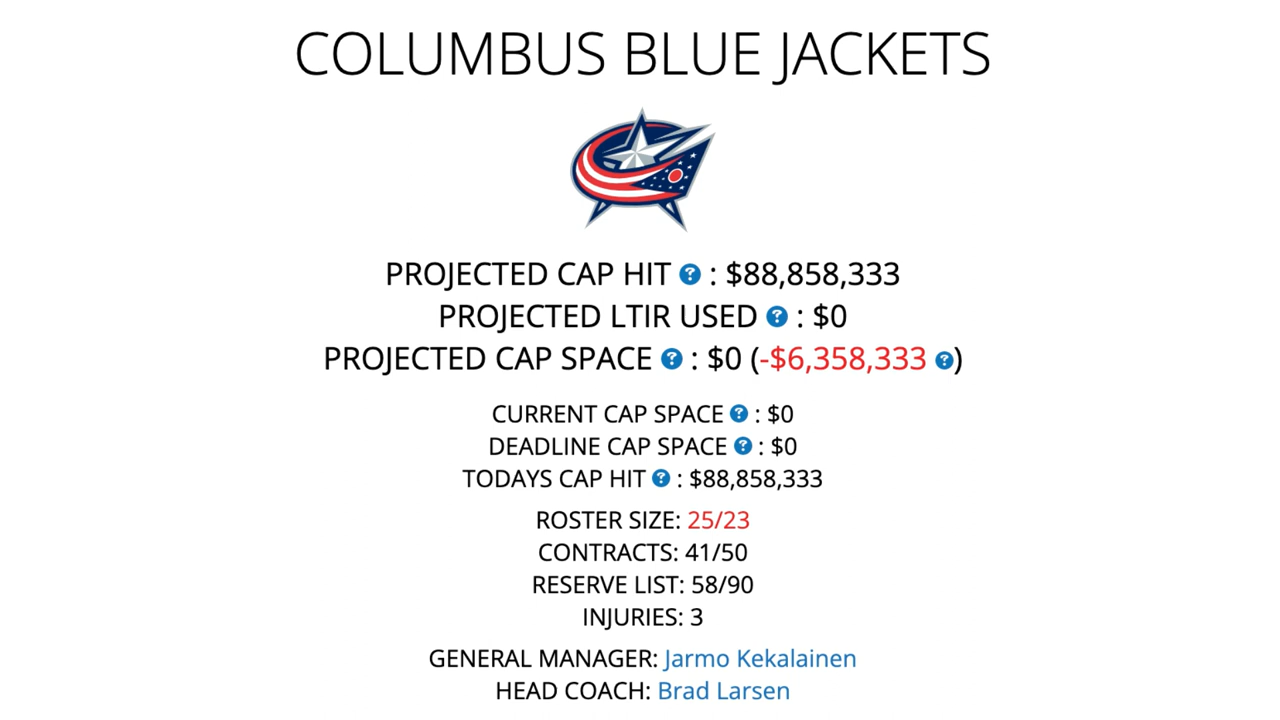 COLUMBUS BLUE JACKETS
PROJECTED CAP HIT ? : $88,858,333
PROJECTED LTIR USED ? : $0
PROJECTED CAP SPACE ? : $0 (-$6,358,333 ?)
CURRENT CAP SPACE ? : $0
DEADLINE CAP SPACE ? : $0
TODAYS CAP HIT ? : $88,858,333
ROSTER SIZE: 25/23
CONTRACTS: 41/50
RESERVE LIST: 58/90
INJURIES: 3
GENERAL MANAGER: Jarmo Kekalainen
HEAD COACH: Brad Larsen